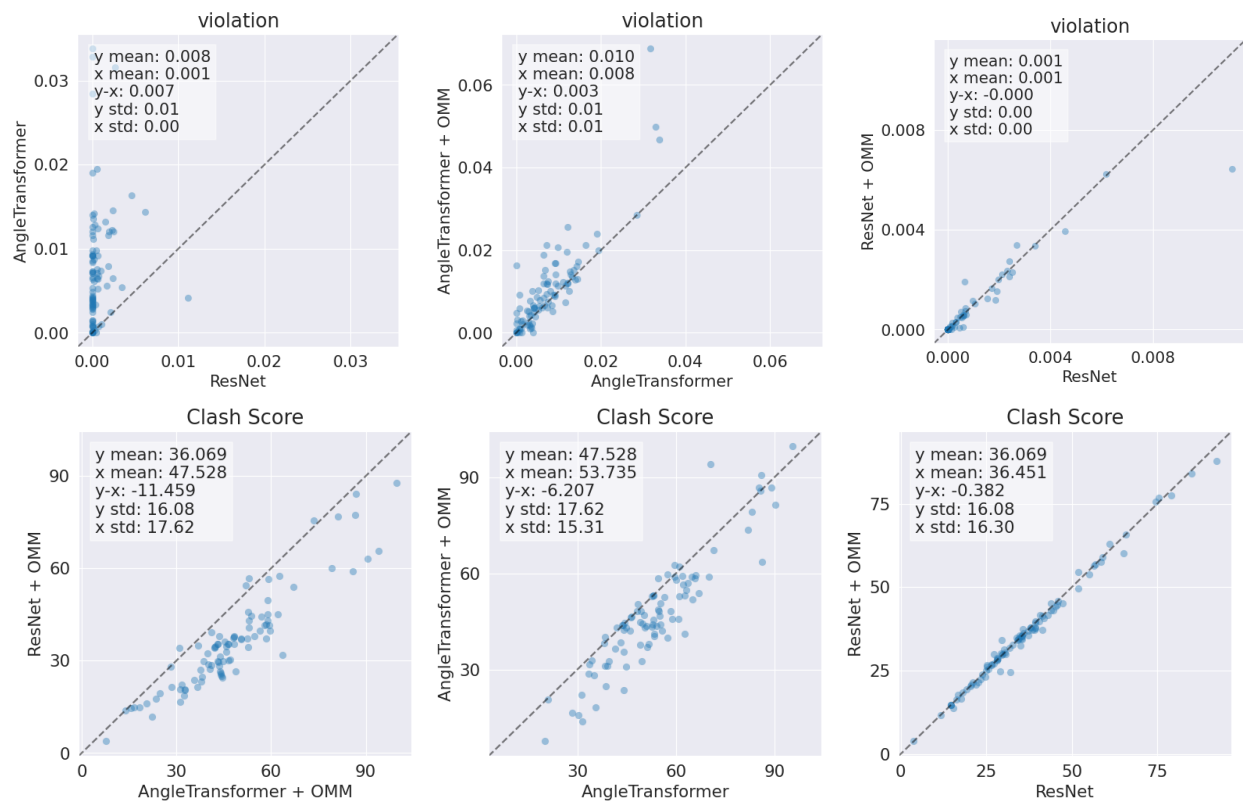 violation
y mean: 0.008
x mean: 0.001
y-x: 0.007
y std: 0.01
x std: 0.00
0.03
0.02
0.01
0.00
AngleTransformer
0.00
0.01
0.02
0.03
ResNet
violation
y mean: 0.010
x mean: 0.008
y-x: 0.003
y std: 0.01
x std: 0.01
0.06
0.04
0.02
0.00
AngleTransformer + OMM
0.00
0.02
0.04
0.06
AngleTransformer
violation
y mean: 0.001
x mean: 0.001
y-x: -0.000
y std: 0.00
x std: 0.00
0.008
0.004
0.000
ResNet + OMM
0.000
0.004
0.008
ResNet
Clash Score
y mean: 36.069
x mean: 47.528
y-x: -11.459
y std: 16.08
x std: 17.62
90
60
30
0
ResNet + OMM
0
30
60
90
AngleTransformer + OMM
Clash Score
y mean: 47.528
x mean: 53.735
y-x: -6.207
y std: 17.62
x std: 15.31
90
60
30
AngleTransformer + OMM
30
60
90
AngleTransformer
Clash Score
y mean: 36.069
x mean: 36.451
y-x: -0.382
y std: 16.08
x std: 16.30
75
50
25
0
ResNet + OMM
0
25
50
75
ResNet